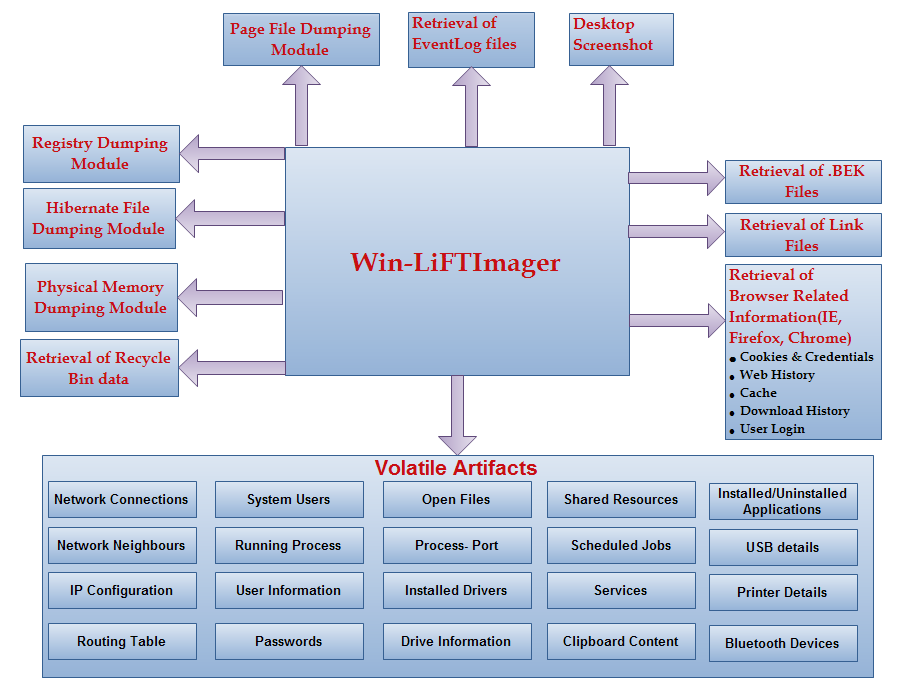 Page File Dumping
Module
Retrieval of
EventLog files
Desktop
Screenshot
Registry Dumping
Module
Hibernate File
Dumping Module
Physical Memory
Dumping Module
Retrieval of Recycle
Bin data
Win-LiFTImager
Retrieval of .BEK
Files
Retrieval of Link
Files
Retrieval of
Browser Related
Information(IE,
Firefox, Chrome)
• Cookies & Credentials
• Web History
• Cache
• Download History
• User Login
Volatile Artifacts
Network Connections
System Users
Open Files
Shared Resources
Installed/Uninstalled
Applications
Network Neighbours
Running Process
Process- Port
Scheduled Jobs
USB details
IP Configuration
User Information
Installed Drivers
Services
Printer Details
Routing Table
Passwords
Drive Information
Clipboard Content
Bluetooth Devices